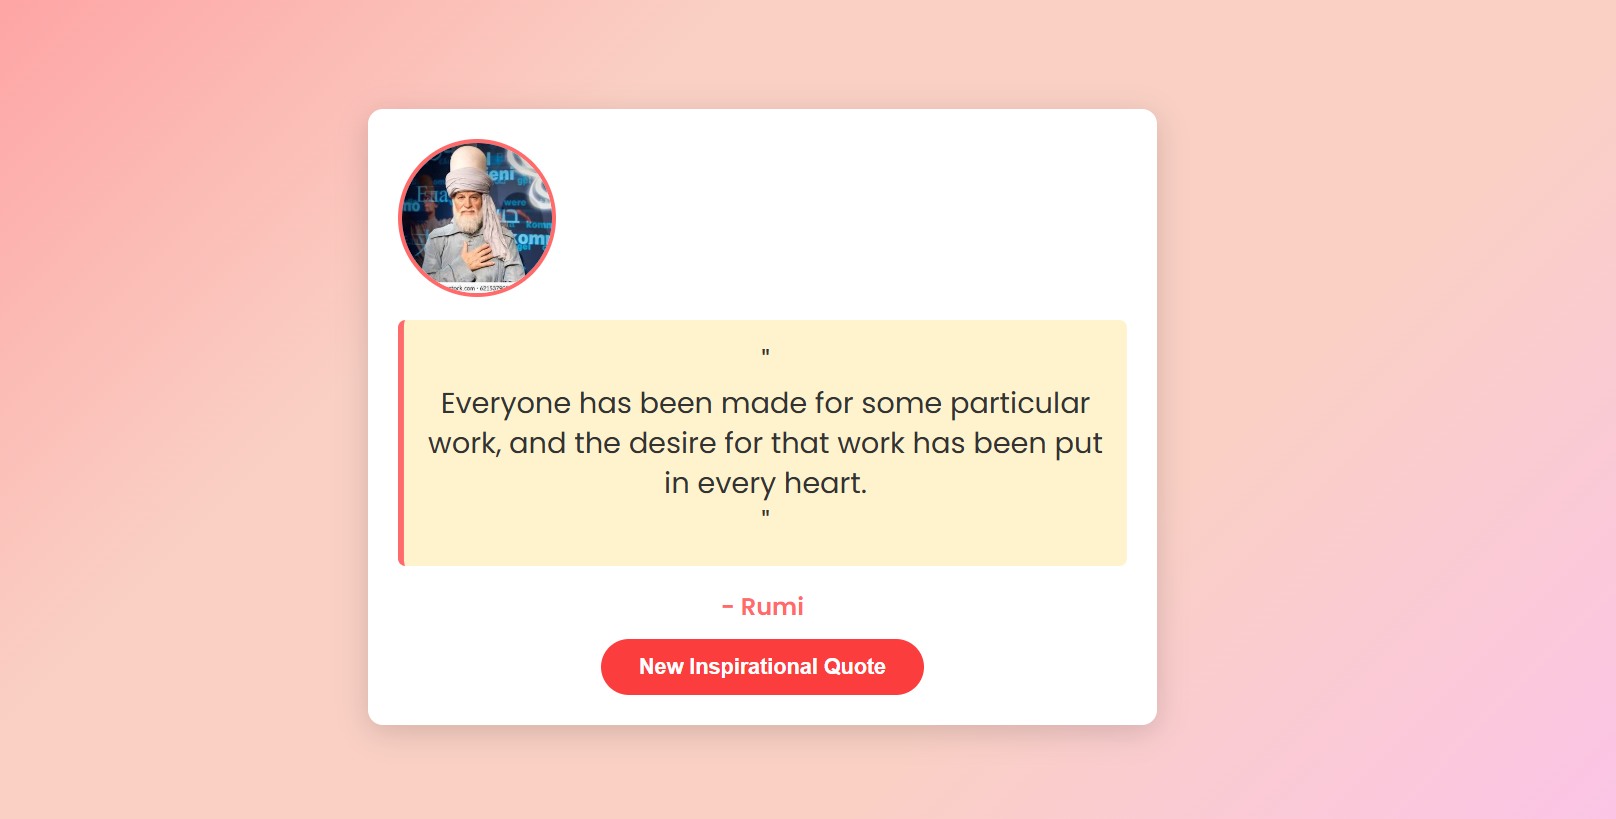 "
Everyone has been made for some particular
work, and the desire for that work has been put
in every heart.
"
- Rumi
New Inspirational Quote